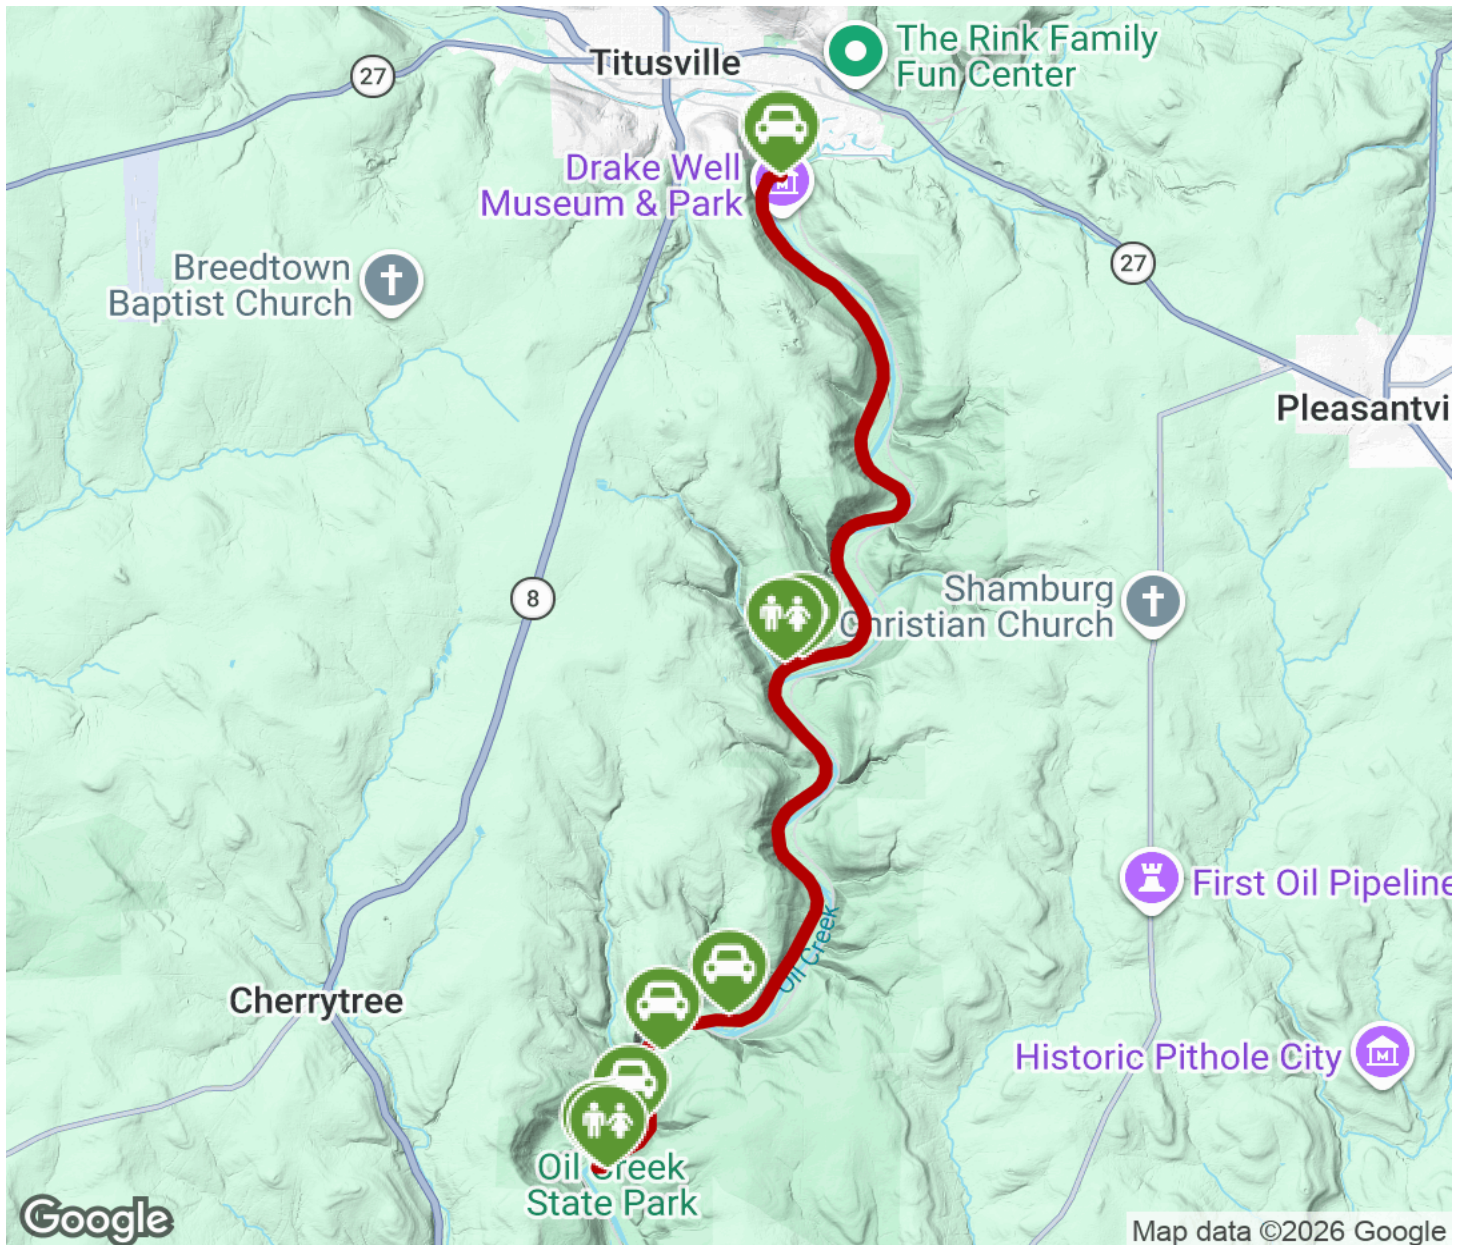 The Rink Family
Fun Center
Titusville
27
Drake Well
Museum & Park
Breedtown
Baptist Church
27
Pleasantvi
8
Shamburg
Christian Church
First Oil Pipeline
Oil Creek
Cherrytree
Historic Pithole City
Oil Creek
State Park
Google
Map data ©2026 Google